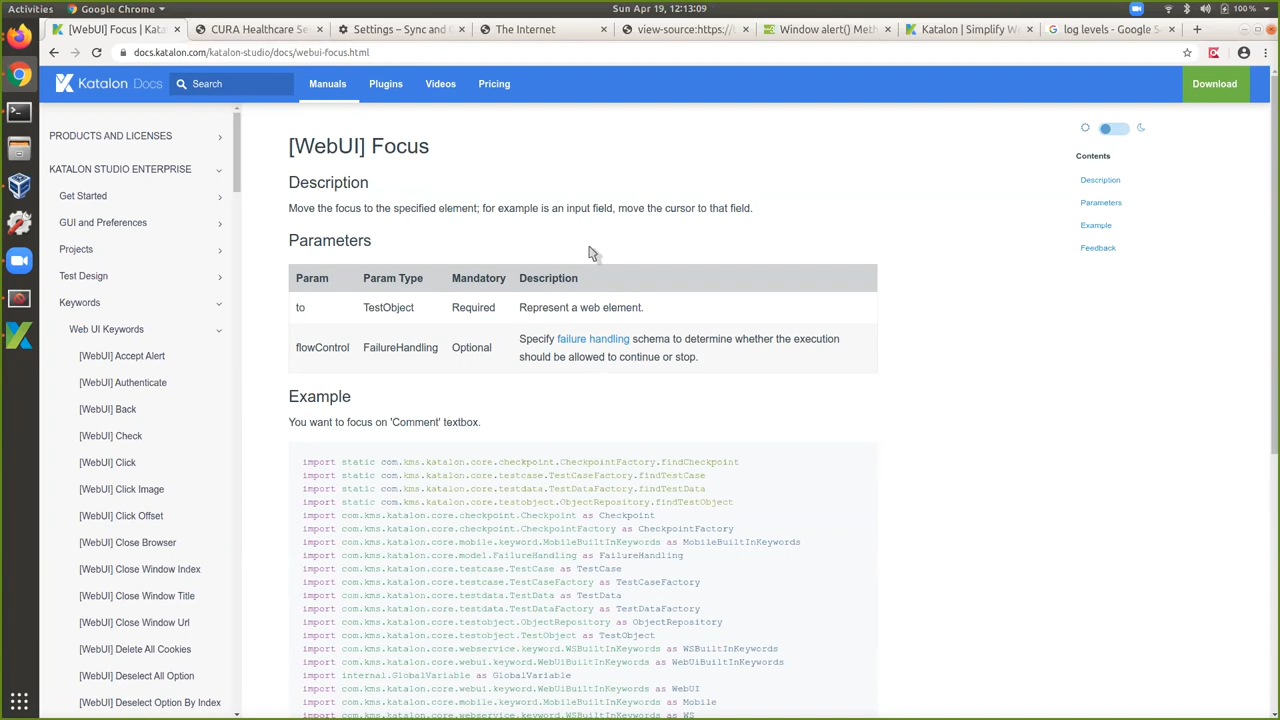 Activities
Google Chrome
Sun Apr 19, 12:13:09
100 %
[WebUI] Focus | Kata
CURA Healthcare Se
Settings – Sync and G
The Internet
view-source:https://t
Window alert() Meth
Katalon | Simplify W
log levels - Google S
docs.katalon.com/katalon-studio/docs/webui-focus.html
Katalon Docs
Search
Manuals
Plugins
Videos
Pricing
Download
PRODUCTS AND LICENSES
KATALON STUDIO ENTERPRISE
Get Started
GUI and Preferences
Projects
Test Design
Keywords
Web UI Keywords
[WebUI] Accept Alert
[WebUI] Authenticate
[WebUI] Back
[WebUI] Check
[WebUI] Click
[WebUI] Click Image
[WebUI] Click Offset
[WebUI] Close Browser
[WebUI] Close Window Index
[WebUI] Close Window Title
[WebUI] Close Window Url
[WebUI] Delete All Cookies
[WebUI] Deselect All Option
[WebUI] Deselect Option By Index
[WebUI] Focus
Description
Move the focus to the specified element; for example is an input field, move the cursor to that field.
Parameters
Param Param Type Mandatory Description
to TestObject Required Represent a web element.
flowControl FailureHandling Optional Specify failure handling schema to determine whether the execution
should be allowed to continue or stop.
Example
You want to focus on 'Comment' textbox.
import static com.kms.katalon.core.checkpoint.CheckpointFactory.findCheckpoint
import static com.kms.katalon.core.testcase.TestCaseFactory.findTestCase
import static com.kms.katalon.core.testdata.TestDataFactory.findTestData
import static com.kms.katalon.core.testobject.ObjectRepository.findTestObject
import com.kms.katalon.core.checkpoint.Checkpoint as Checkpoint
import com.kms.katalon.core.checkpoint.CheckpointFactory as CheckpointFactory
import com.kms.katalon.core.mobile.keyword.MobileBuiltInKeywords as MobileBuiltInKeywords
import com.kms.katalon.core.model.FailureHandling as FailureHandling
import com.kms.katalon.core.testcase.TestCase as TestCase
import com.kms.katalon.core.testcase.TestCaseFactory as TestCaseFactory
import com.kms.katalon.core.testdata.TestData as TestData
import com.kms.katalon.core.testdata.TestDataFactory as TestDataFactory
import com.kms.katalon.core.testobject.ObjectRepository as ObjectRepository
import com.kms.katalon.core.testobject.TestObject as TestObject
import com.kms.katalon.core.webservice.keyword.WSBuiltInKeywords as WSBuiltInKeywords
import com.kms.katalon.core.webui.keyword.WebUiBuiltInKeywords as WebUiBuiltInKeywords
import internal.GlobalVariable as GlobalVariable
import com.kms.katalon.core.webui.keyword.WebUiBuiltInKeywords as WebUI
import com.kms.katalon.core.mobile.keyword.MobileBuiltInKeywords as Mobile
import com.kms.katalon.core.webservice.keyword.WSBuiltInKeywords as WS
Contents
Description
Parameters
Example
Feedback